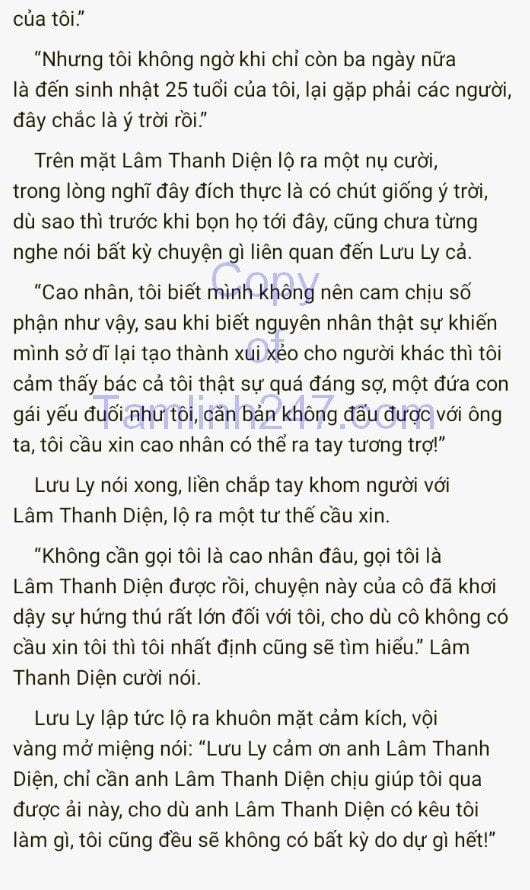 của tôi.”
“Nhưng tôi không ngờ khi chỉ còn ba ngày nữa
là đến sinh nhật 25 tuổi của tôi, lại gặp phải các người,
đây chắc là ý trời rồi.”
Trên mặt Lâm Thanh Diện lộ ra một nụ cười,
trong lòng nghĩ đây đích thực là có chút giống ý trời,
dù sao thì trước khi bọn họ tới đây, cũng chưa từng
nghe nói bất kỳ chuyện gì liên quan đến Lưu Ly cả.
“Cao nhân, tôi biết mình không nên cam chịu số
phận như vậy, sau khi biết nguyên nhân thật sự khiến
mình sở dĩ lại tạo thành xui xẻo cho người khác thì tôi
cảm thấy bác cả tôi thật sự quá đáng sợ, một đứa con
gái yếu đuối như tôi, căn bản không đấu được với ông
ta, tôi cầu xin cao nhân có thể ra tay tương trợ!”
Lưu Ly nói xong, liền chắp tay khom người với
Lâm Thanh Diện, lộ ra một tư thế cầu xin.
“Không cần gọi tôi là cao nhân đâu, gọi tôi là
Lâm Thanh Diện được rồi, chuyện này của cô đã khơi
dậy sự hứng thú rất lớn đối với tôi, cho dù cô không có
cầu xin tôi thì tôi nhất định cũng sẽ tìm hiểu.” Lâm
Thanh Diện cười nói.
Lưu Ly lập tức lộ ra khuôn mặt cảm kích, vội
vàng mở miệng nói: “Lưu Ly cảm ơn anh Lâm Thanh
Diện, chỉ cần anh Lâm Thanh Diện chịu giúp tôi qua
được ải này, cho dù anh Lâm Thanh Diện có kêu tôi
làm gì, tôi cũng đều sẽ không có bất kỳ do dự gì hết!”
Copy
of
Tamlinh247.com